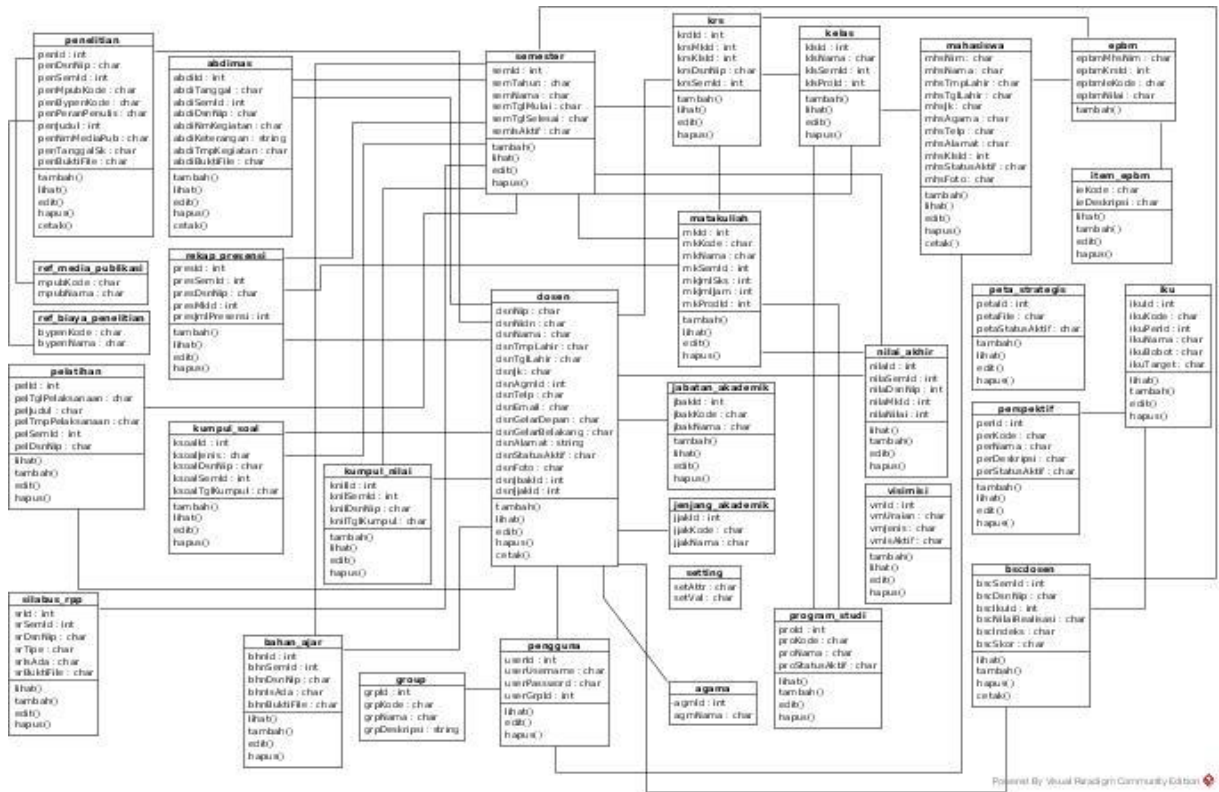 penelitian
penId : int
penDsnNip : char
penSemId : int
penMpubKode : char
penBypenKode : char
penPeranPenulis : char
penJudul : int
penNmMediaPub : char
penTanggalSk : char
penBuktiFile : char
tambah()
lihat()
edit()
hapus()
cetak()
abdimas
abdiId : int
abdiTanggal : char
abdiSemId : int
abdiDsnNip : char
abdiNmKegiatan : char
abdiKeterangan : string
abdiTmpKegiatan : char
abdiBuktiFile : char
tambah()
lihat()
edit()
hapus()
cetak()
semester
semId : int
semTahun : char
semNama : char
semTglMulai : char
semTglSelesai : char
semIsAktif : char
tambah()
lihat()
edit()
hapus()
krs
krdId : int
krsMkId : int
krsKlsId : int
krsDsnNip : char
krsSemId : int
tambah()
lihat()
edit()
hapus()
kelas
klsId : int
klsNama : char
klsSemId : int
klsProId : int
tambah()
lihat()
edit()
hapus()
mahasiswa
mhsNim : char
mhsNama : char
mhsTmpLahir : char
mhsTglLahir : char
mhsJk : char
mhsAgama : char
mhsTelp : char
mhsAlamat : char
mhsKlsId : int
mhsStatusAktif : char
mhsFoto : char
tambah()
lihat()
edit()
hapus()
cetak()
epbm
epbmMhsNim : char
epbmKrsId : int
epbmIeKode : char
epbmNilai : char
tambah()
item_epbm
ieKode : char
ieDeskripsi : char
lihat()
tambah()
edit()
hapus()
ref_media_publikasi
mpubKode : char
mpubNama : char
ref_biaya_penelitian
bypenKode : char
bypenNama : char
rekap_presensi
presId : int
presSemId : int
presDsnNip : char
presMkId : int
presJmlPresensi : int
tambah()
lihat()
edit()
hapus()
matakuliah
mkId : int
mkKode : char
mkNama : char
mkSemId : int
mkJmlSks : int
mkJmlJam : int
mkProdId : int
tambah()
lihat()
edit()
hapus()
dosen
dsnNip : char
dsnNidn : char
dsnNama : char
dsnTmpLahir : char
dsnTglLahir : char
dsnJk : char
dsnAgmId : int
dsnTelp : char
dsnEmail : char
dsnGelarDepan : char
dsnGelarBelakang : char
dsnAlamat : string
dsnStatusAktif : char
dsnFoto : char
dsnJbakId : int
dsnJjakId : int
tambah()
lihat()
edit()
hapus()
cetak()
peta_strategis
petaId : int
petaFile : char
petaStatusAktif : char
tambah()
lihat()
edit()
hapus()
iku
ikuId : int
ikuKode : char
ikuPerId : int
ikuNama : char
ikuBobot : char
ikuTarget : char
lihat()
tambah()
edit()
hapus()
pelatihan
pelId : int
pelTglPelaksanaan : char
pelJudul : char
pelTmpPelaksanaan : char
pelSemId : int
pelDsnNip : char
lihat()
tambah()
edit()
hapus()
nilai_akhir
nilaId : int
nilaSemId : int
nilaDsnNip : int
nilaMkId : int
nilaNilai : int
lihat()
tambah()
edit()
hapus()
jabatan_akademik
jbakId : int
jbakKode : char
jbakNama : char
tambah()
lihat()
edit()
hapus()
perspektif
perId : int
perKode : char
perNama : char
perDeskripsi : char
perStatusAktif : char
tambah()
lihat()
edit()
hapus()
kumpul_soal
ksoalId : int
ksoalJenis : char
ksoalDsnNip : char
ksoalSemId : int
ksoalTglKumpul : char
tambah()
lihat()
edit()
hapus()
kumpul_nilai
knilId : int
knilSemId : int
knilDsnNip : char
knilTglKumpul : char
tambah()
lihat()
edit()
hapus()
jenjang_akademik
jjakId : int
jjakKode : char
jjakNama : char
visimisi
vmId : int
vmUraian : char
vmJenis : char
vmIsAktif : char
tambah()
lihat()
edit()
hapus()
setting
setAttr : char
setVal : char
bscdosen
bscSemId : int
bscDsnNip : char
bscIkuId : int
bscNilaiRealisasi : char
bscIndeks : char
bscSkor : char
lihat()
tambah()
hapus()
cetak()
silabus_rpp
srId : int
srSemId : int
srDsnNip : char
srTipe : char
srIsAda : char
srBuktiFile : char
lihat()
tambah()
edit()
hapus()
bahan_ajar
bhnId : int
bhnSemId : int
bhnDsnNip : char
bhnIsAda : char
bhnBuktiFile : char
lihat()
tambah()
edit()
hapus()
group
grpId : int
grpKode : char
grpNama : char
grpDeskripsi : string
pengguna
userId : int
userUsername : char
userPassword : char
userGrpId : int
lihat()
edit()
hapus()
agama
-agmId : int
agmNama : char
program_studi
proId : int
proKode : char
proNama : char
proStatusAktif : char
lihat()
tambah()
edit()
hapus()
Powered By Visual Paradigm Community Edition